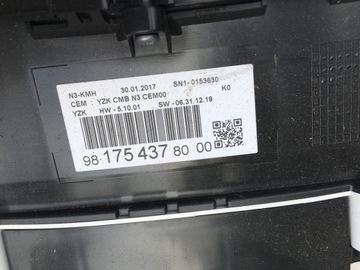 N3-KMH 30.01.2017 SN1-0153630
CEM : YZK CMB N3 CEM00 K0
YZK HW - 5.10.01 SW - 06.31.12.18
98 175 437 80 00